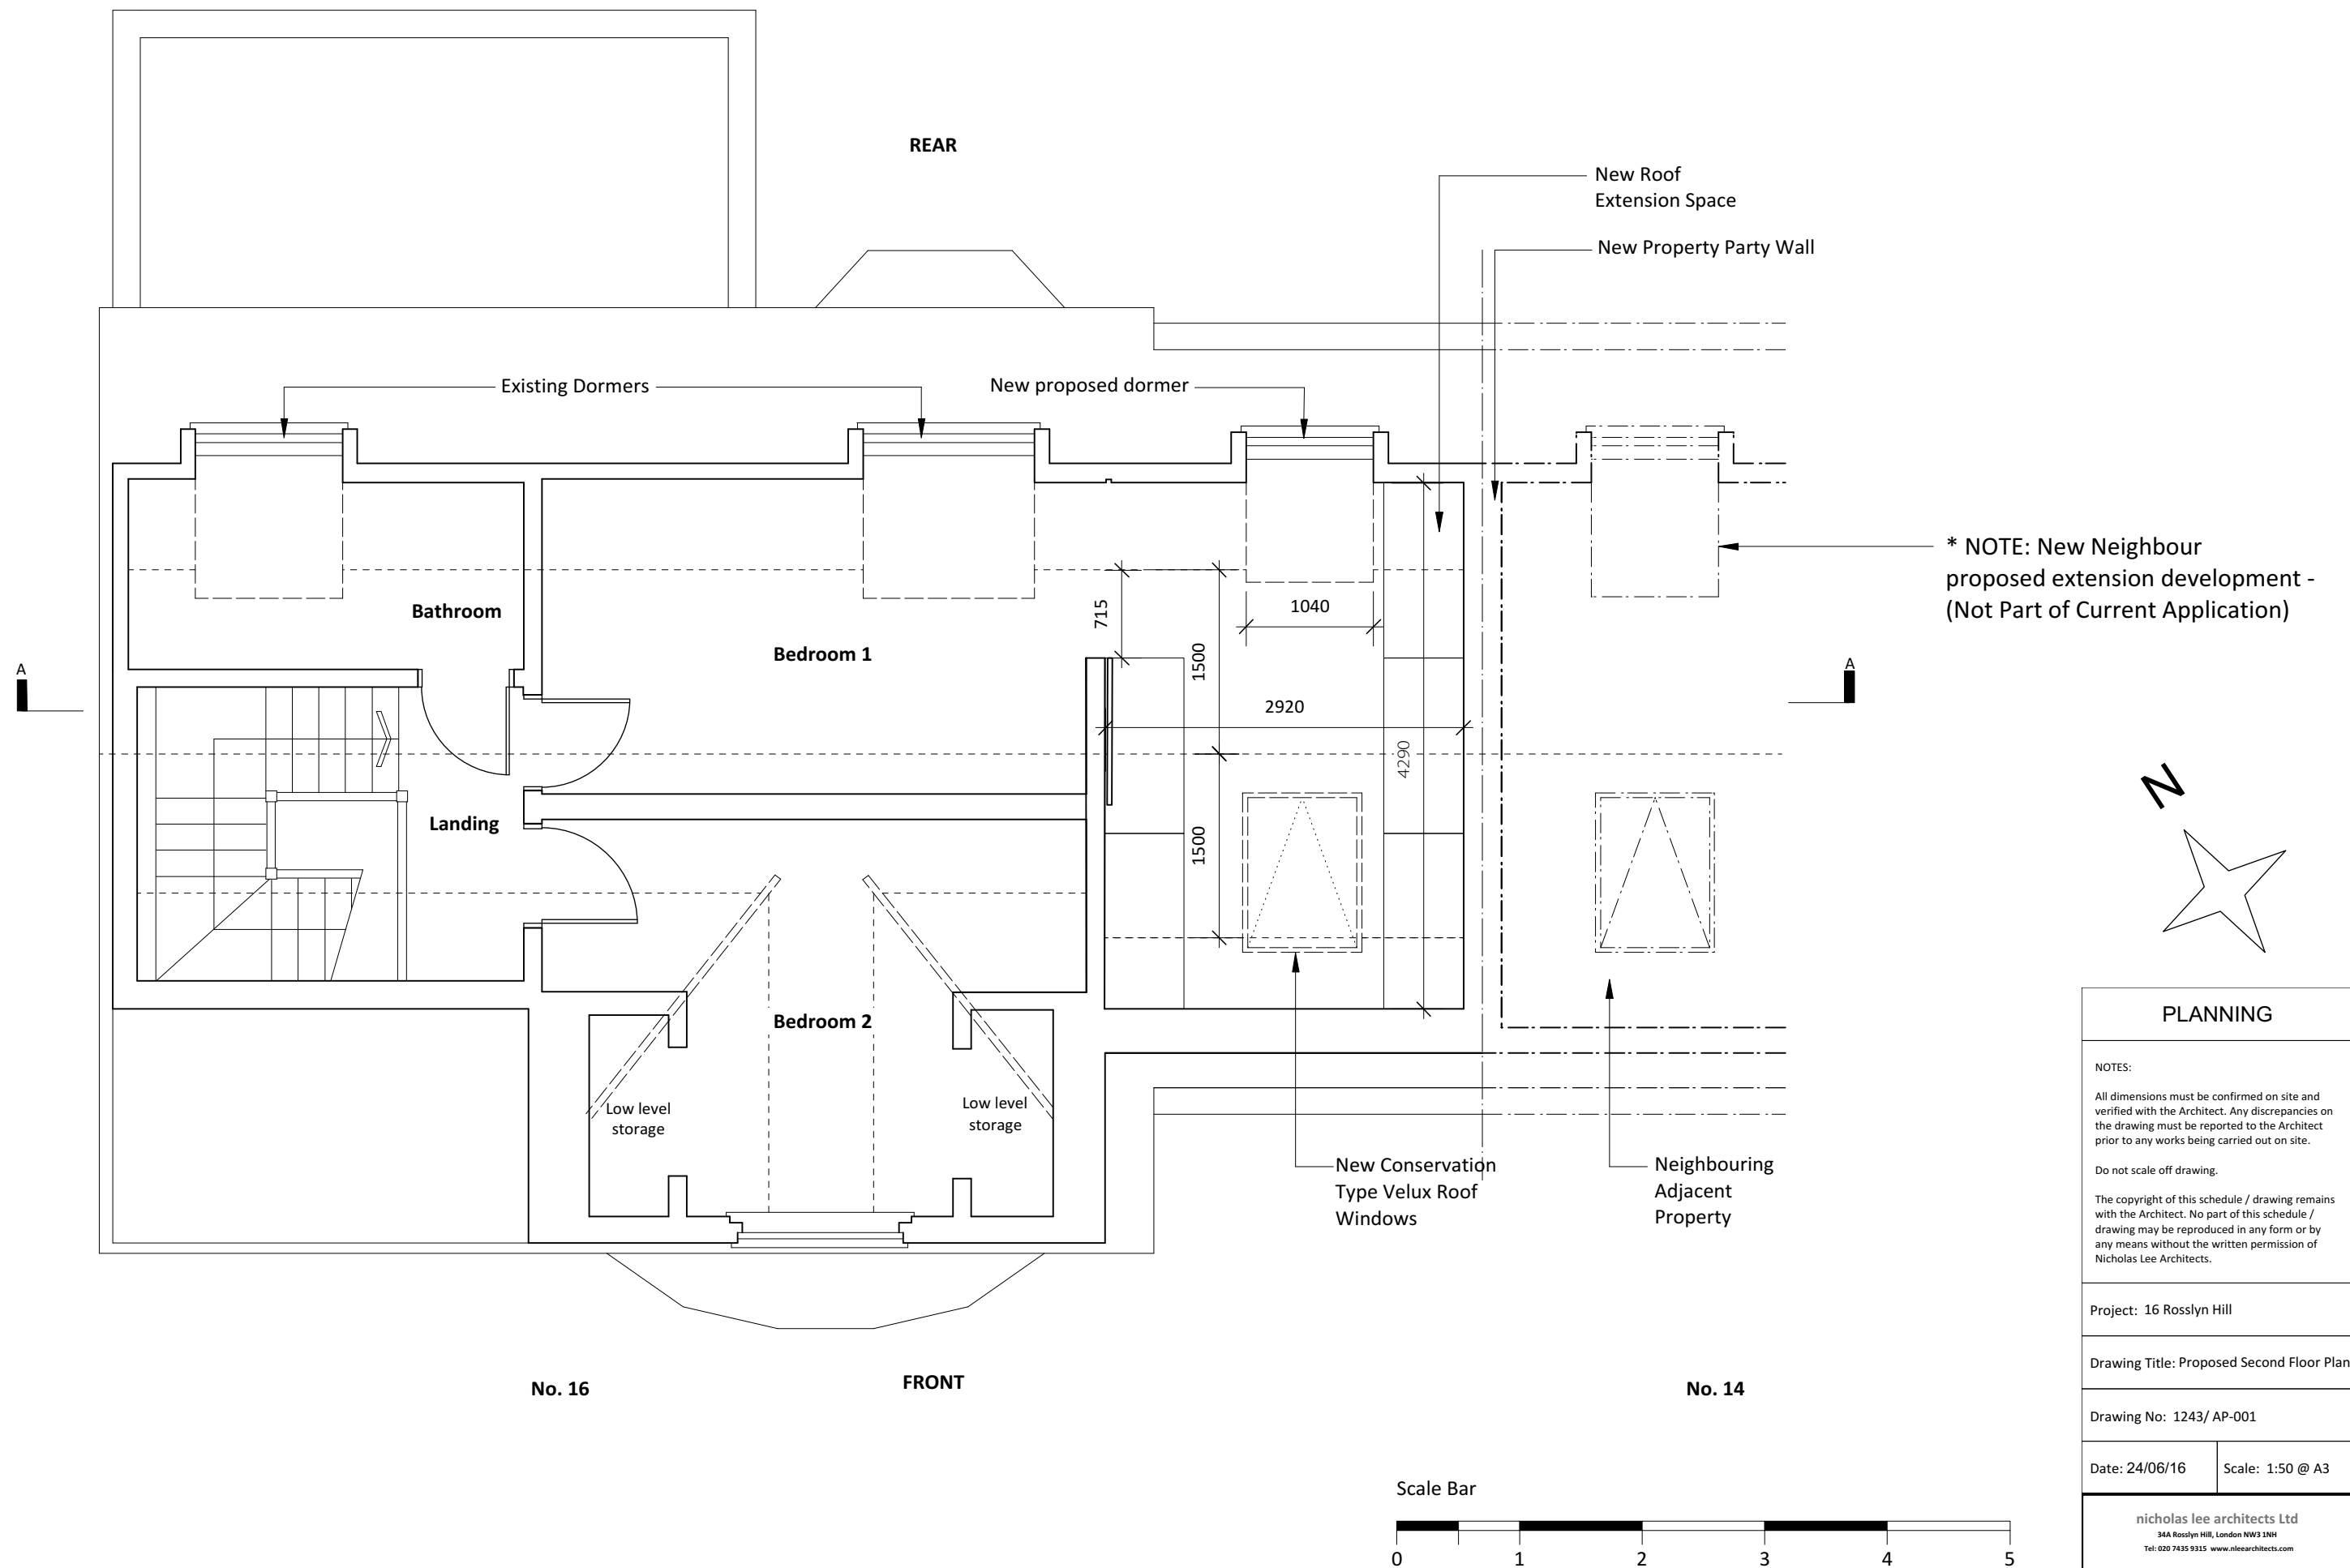 REAR
New Roof
Extension Space
New Property Party Wall
Existing Dormers
New proposed dormer
* NOTE: New Neighbour
proposed extension development -
(Not Part of Current Application)
Bathroom
Bedroom 1
715
1500
1040
2920
4290
1500
A
A
Landing
N
Bedroom 2
Low level
storage
Low level
storage
New Conservation
Type Velux Roof
Windows
Neighbouring
Adjacent
Property
No. 16
FRONT
No. 14
Scale Bar
0 1 2 3 4 5
PLANNING
NOTES:
All dimensions must be confirmed on site and
verified with the Architect. Any discrepancies on
the drawing must be reported to the Architect
prior to any works being carried out on site.
Do not scale off drawing.
The copyright of this schedule / drawing remains
with the Architect. No part of this schedule /
drawing may be reproduced in any form or by
any means without the written permission of
Nicholas Lee Architects.
Project: 16 Rosslyn Hill
Drawing Title: Proposed Second Floor Plan
Drawing No: 1243/ AP-001
Date: 24/06/16
Scale: 1:50 @ A3
nicholas lee architects Ltd
34A Rosslyn Hill, London NW3 1NH
Tel: 020 7435 9315 www.nleearchitects.com